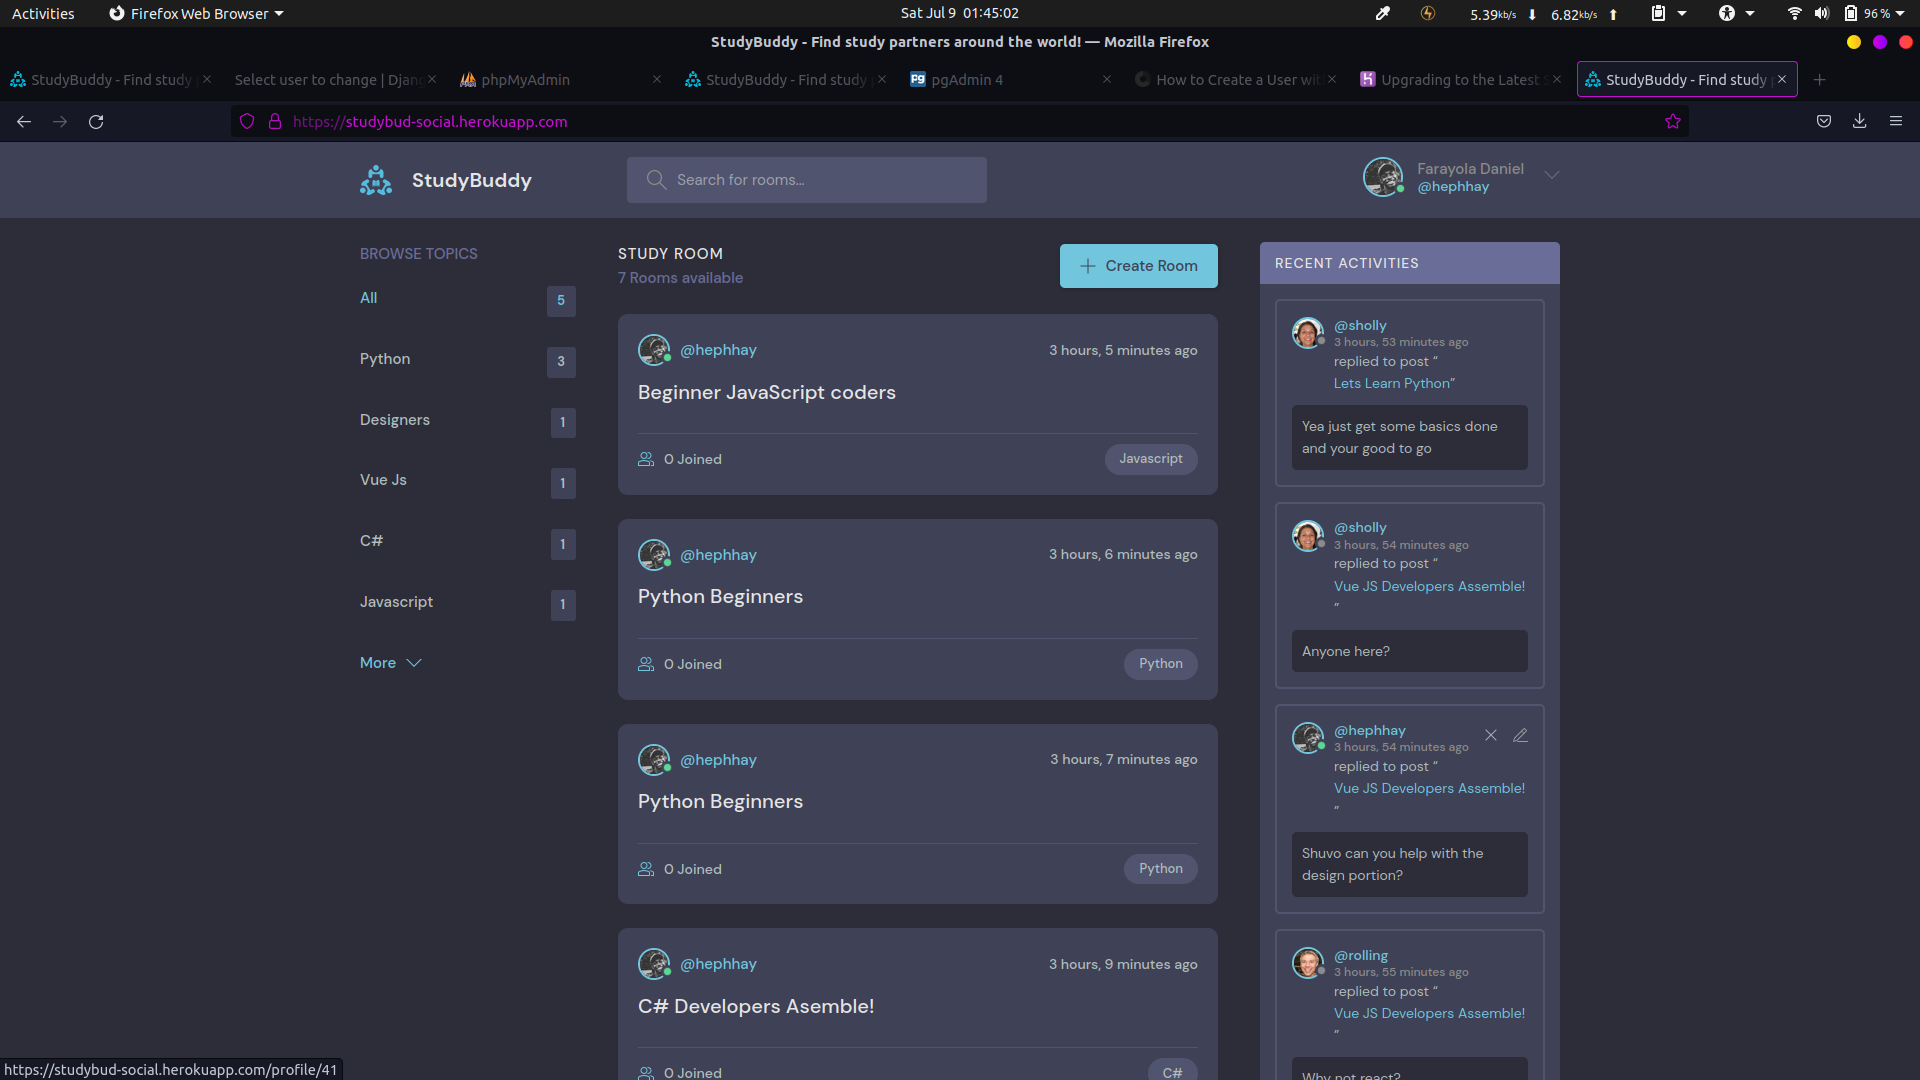 Activities
Firefox Web Browser
Sat Jul 9 01:45:02
5.39kb/s
6.82kb/s
96 %
StudyBuddy - Find study partners around the world! — Mozilla Firefox
StudyBuddy - Find study
Select user to change | Djan
phpMyAdmin
StudyBuddy - Find study
pgAdmin 4
How to Create a User wit
Upgrading to the Latest
StudyBuddy - Find study
https://studybud-social.herokuapp.com
StudyBuddy
Search for rooms...
Farayola Daniel
@hephhay
BROWSE TOPICS
All
5
Python
3
Designers
1
Vue Js
1
C#
1
Javascript
1
More
STUDY ROOM
7 Rooms available
Create Room
@hephhay
3 hours, 5 minutes ago
Beginner JavaScript coders
0 Joined
Javascript
@hephhay
3 hours, 6 minutes ago
Python Beginners
0 Joined
Python
@hephhay
3 hours, 7 minutes ago
Python Beginners
0 Joined
Python
@hephhay
3 hours, 9 minutes ago
C# Developers Asemble!
0 Joined
C#
RECENT ACTIVITIES
@sholly
3 hours, 53 minutes ago
replied to post “
Lets Learn Python”
Yea just get some basics done
and your good to go
@sholly
3 hours, 54 minutes ago
replied to post “
Vue JS Developers Assemble!
”
Anyone here?
@hephhay
3 hours, 54 minutes ago
replied to post “
Vue JS Developers Assemble!
”
Shuvo can you help with the
design portion?
@rolling
3 hours, 55 minutes ago
replied to post “
Vue JS Developers Assemble!
”
Why not react?
https://studybud-social.herokuapp.com/profile/41